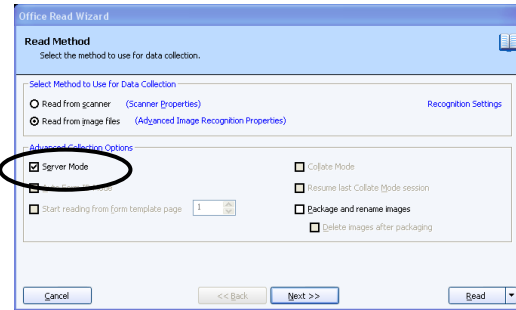 Office Read Wizard
Read Method
Select the method to use for data collection.
Select Method to Use for Data Collection
Read from scanner (Scanner Properties) Recognition Settings
Read from image files (Advanced Image Recognition Properties)
Advanced Collection Options
Server Mode Collate Mode
Resume last Collate Mode session
Start reading from form template page 1 Package and rename images
Delete images after packaging
Cancel << Back Next >> Read